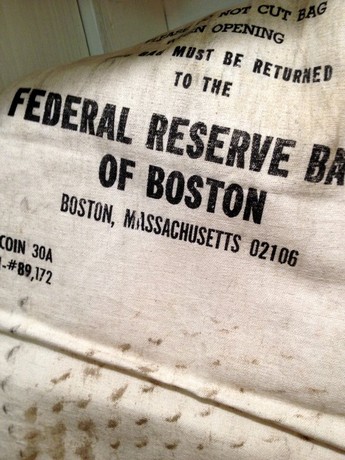 NOT CUT BAG
OPENING
MUST BE RETURNED
TO THE
FEDERAL RESERVE BA
OF BOSTON
BOSTON, MASSACHUSETTS 02106
COIN 30A
-#89,172